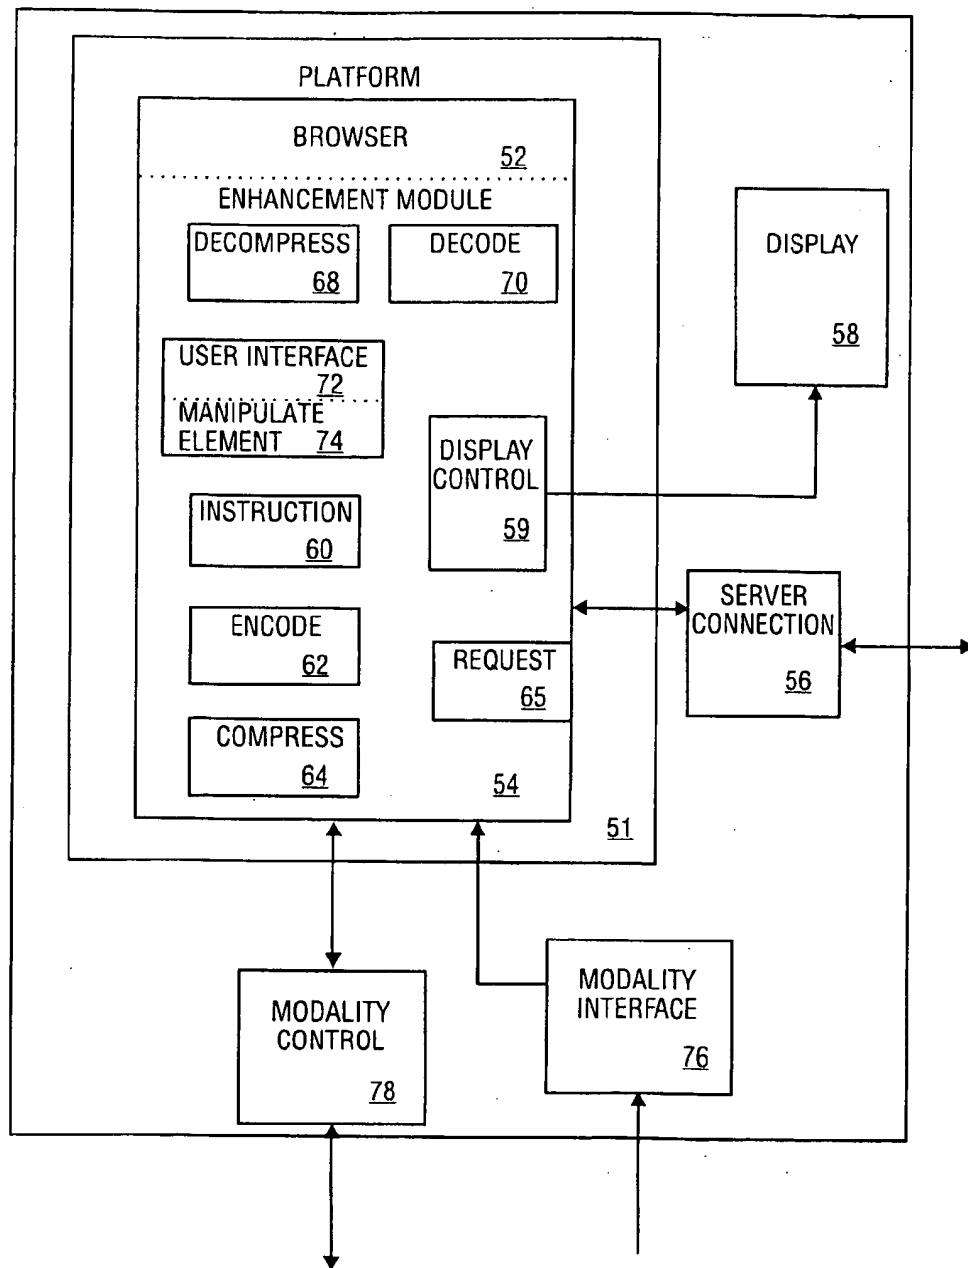 PLATFORM
BROWSER
52
ENHANCEMENT MODULE
DECOMPRESS
68
DECODE
70
USER INTERFACE
72
MANIPULATE
ELEMENT 74
DISPLAY
CONTROL
59
DISPLAY
58
INSTRUCTION
60
ENCODE
62
SERVER
CONNECTION
56
REQUEST
65
COMPRESS
64
54
51
MODALITY
CONTROL
78
MODALITY
INTERFACE
76